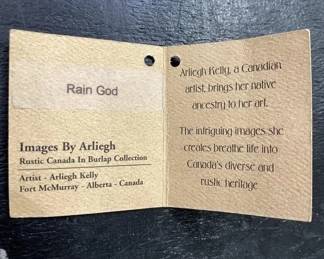 Rain God
Images By Arliegh
Rustic Canada In Burlap Collection
Artist - Arliegh Kelly
Fort McMurray - Alberta - Canada
Arliegh Kelly, a Canadian
artist, brings her native
ancestry to her art.
The intriguing images she
creates breathe life into
Canada's diverse and
rustic heritage